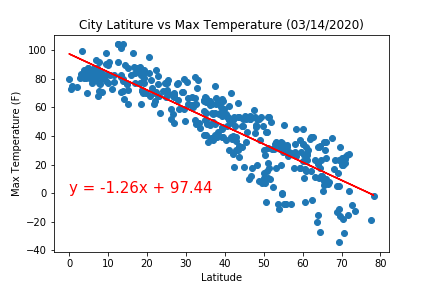 City Latiture vs Max Temperature (03/14/2020)
Max Temperature (F)
100
80
60
40
20
0
−20
−40
y = -1.26x + 97.44
0 10 20 30 40 50 60 70 80
Latitude